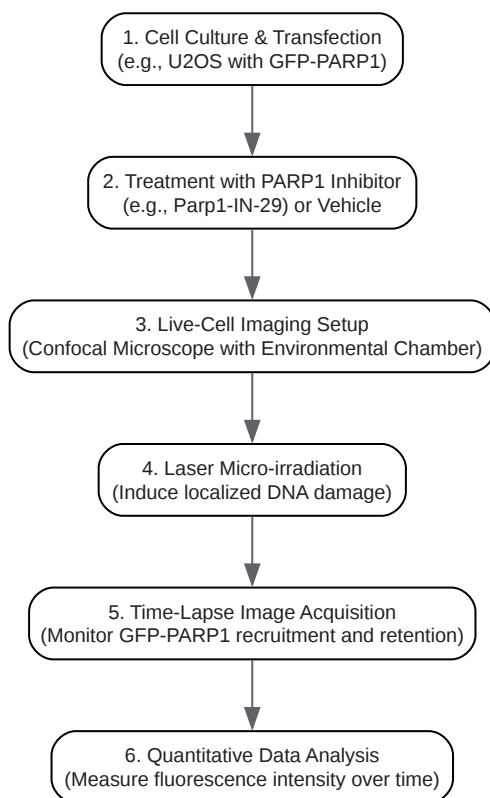 1. Cell Culture & Transfection
(e.g., U2OS with GFP-PARP1)
2. Treatment with PARP1 Inhibitor
(e.g., Parp1-IN-29) or Vehicle
3. Live-Cell Imaging Setup
(Confocal Microscope with Environmental Chamber)
4. Laser Micro-irradiation
(Induce localized DNA damage)
5. Time-Lapse Image Acquisition
(Monitor GFP-PARP1 recruitment and retention)
6. Quantitative Data Analysis
(Measure fluorescence intensity over time)